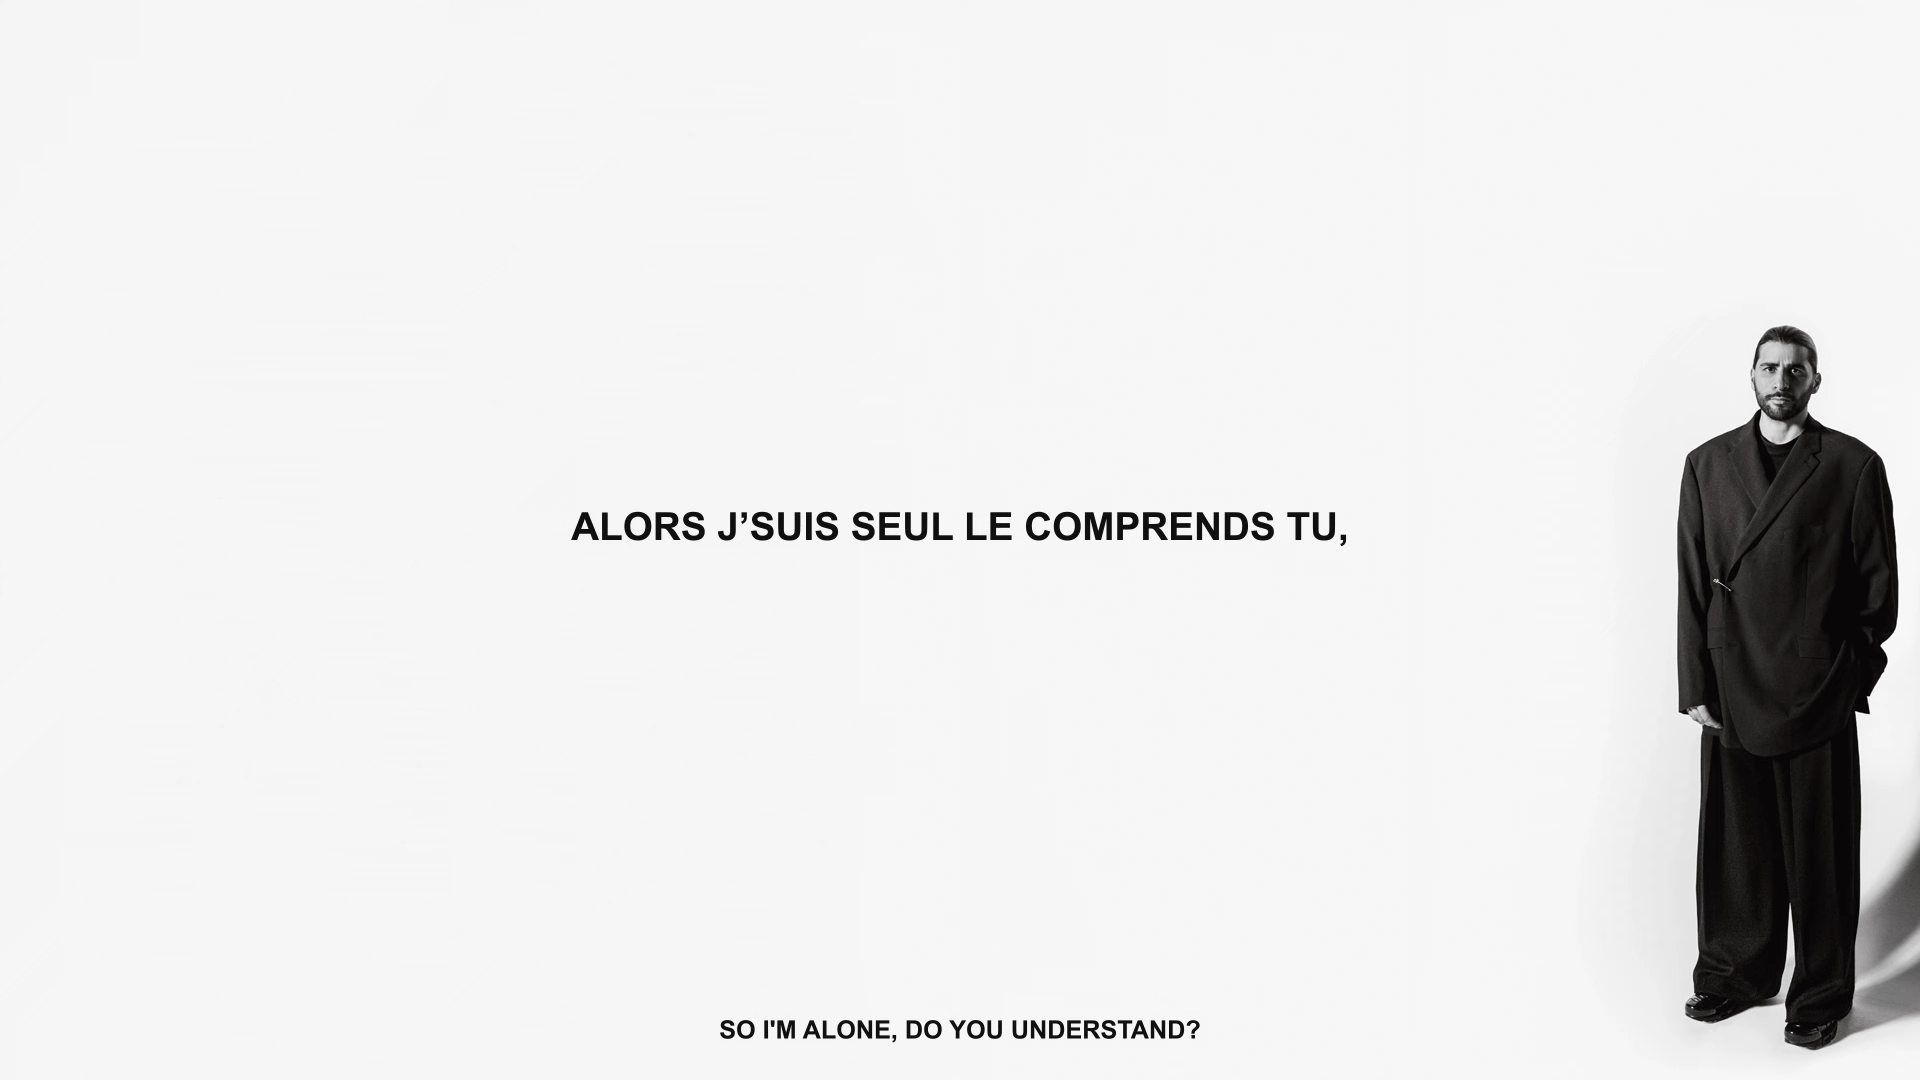 ALORS J’SUIS SEUL LE COMPRENDS TU,
SO I'M ALONE, DO YOU UNDERSTAND?